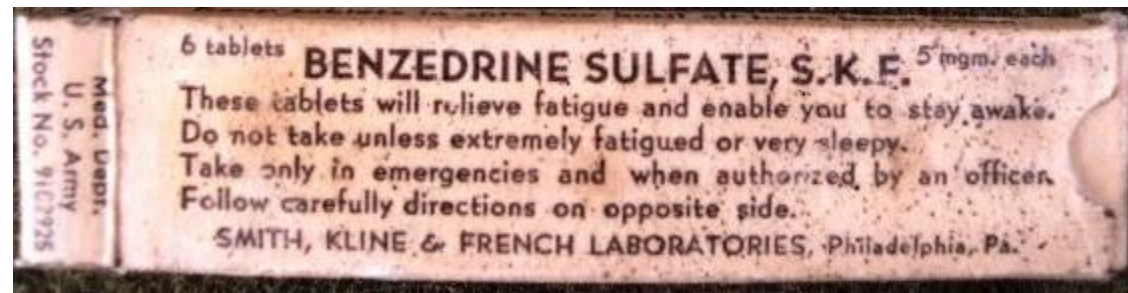 Med. Dept.
U. S. Army
Stock No. 91C7925
6 tablets BENZEDRINE SULFATE, S.K.F. 5 mgm. each
These tablets will relieve fatigue and enable you to stay awake.
Do not take unless extremely fatigued or very sleepy.
Take only in emergencies and when authorized by an officer.
Follow carefully directions on opposite side.
SMITH, KLINE & FRENCH LABORATORIES, Philadelphia, Pa.